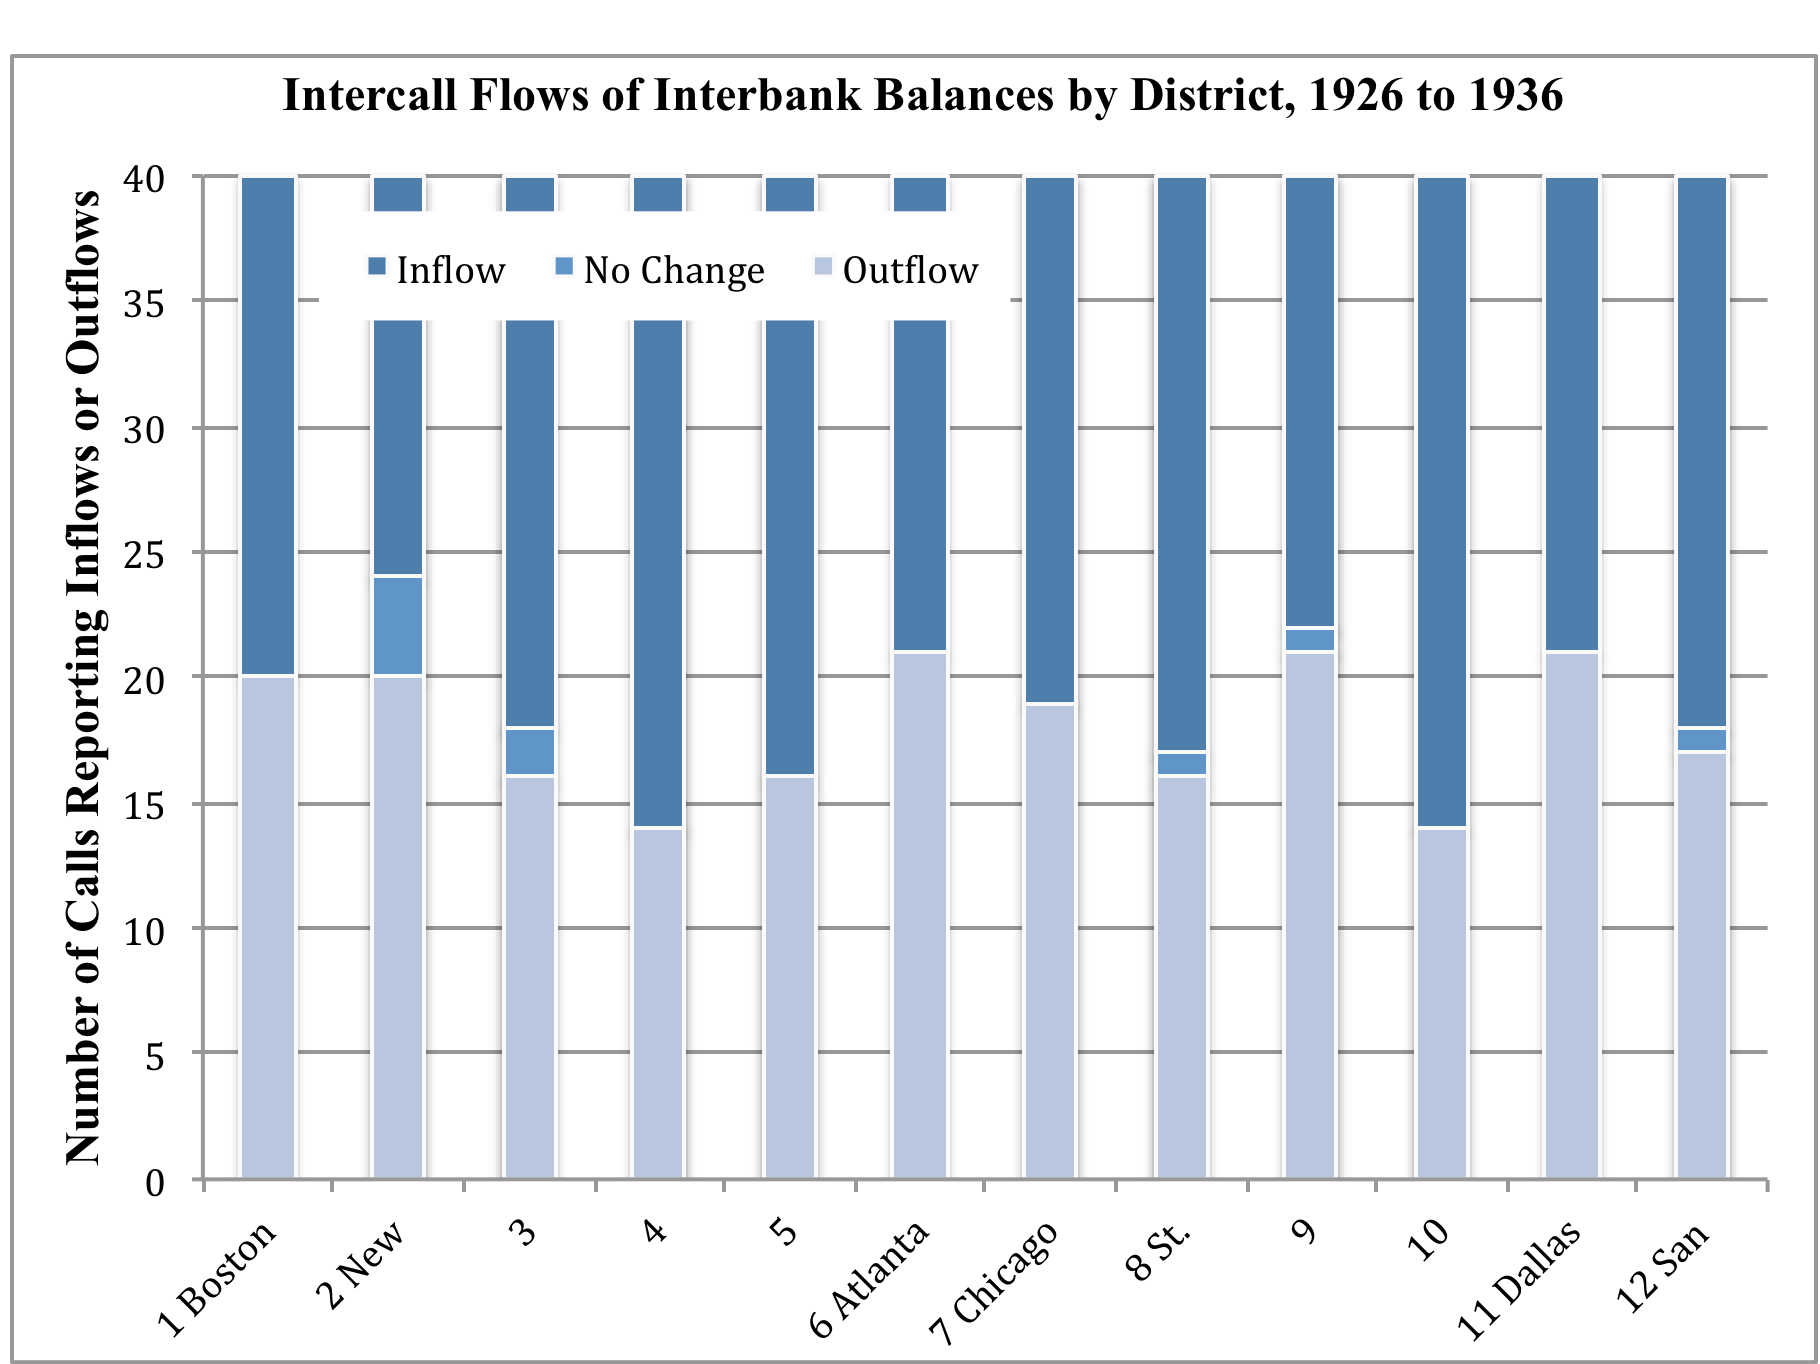 Intercall Flows of Interbank Balances by District, 1926 to 1936
Number of Calls Reporting Inflows or Outflows
40
35
30
25
20
15
10
5
0
Inflow No Change Outflow
1 Boston
2 New
3
4
5
6 Atlanta
7 Chicago
8 St.
9
10
11 Dallas
12 San